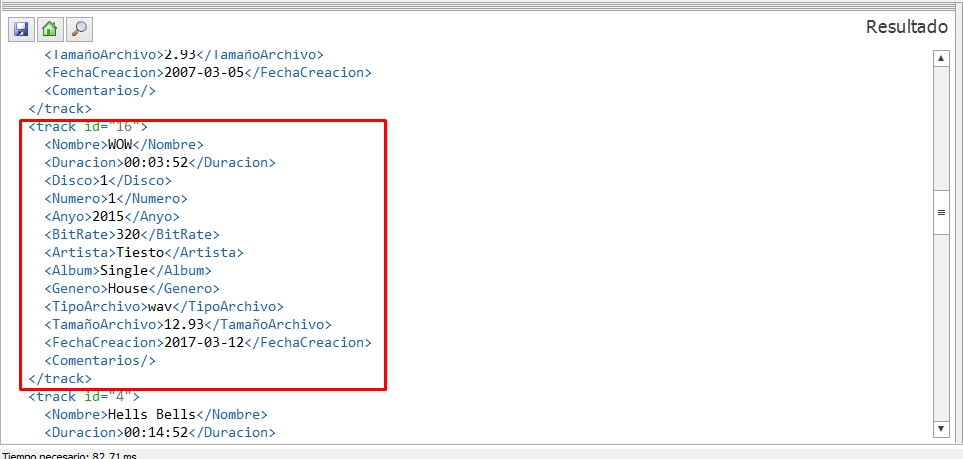 Resultado
<TamañoArchivo>2.93</TamañoArchivo>
<FechaCreacion>2007-03-05</FechaCreacion>
<Comentarios/>
</track>
<track id="16">
<Nombre>WOW</Nombre>
<Duracion>00:03:52</Duracion>
<Disco>1</Disco>
<Numero>1</Numero>
<Anyo>2015</Anyo>
<BitRate>320</BitRate>
<Artista>Tiesto</Artista>
<Album>Single</Album>
<Genero>House</Genero>
<TipoArchivo>wav</TipoArchivo>
<TamañoArchivo>12.93</TamañoArchivo>
<FechaCreacion>2017-03-12</FechaCreacion>
<Comentarios/>
</track>
<track id="4">
<Nombre>Hells Bells</Nombre>
<Duracion>00:14:52</Duracion>
Tiempo necesario: 82.71 ms